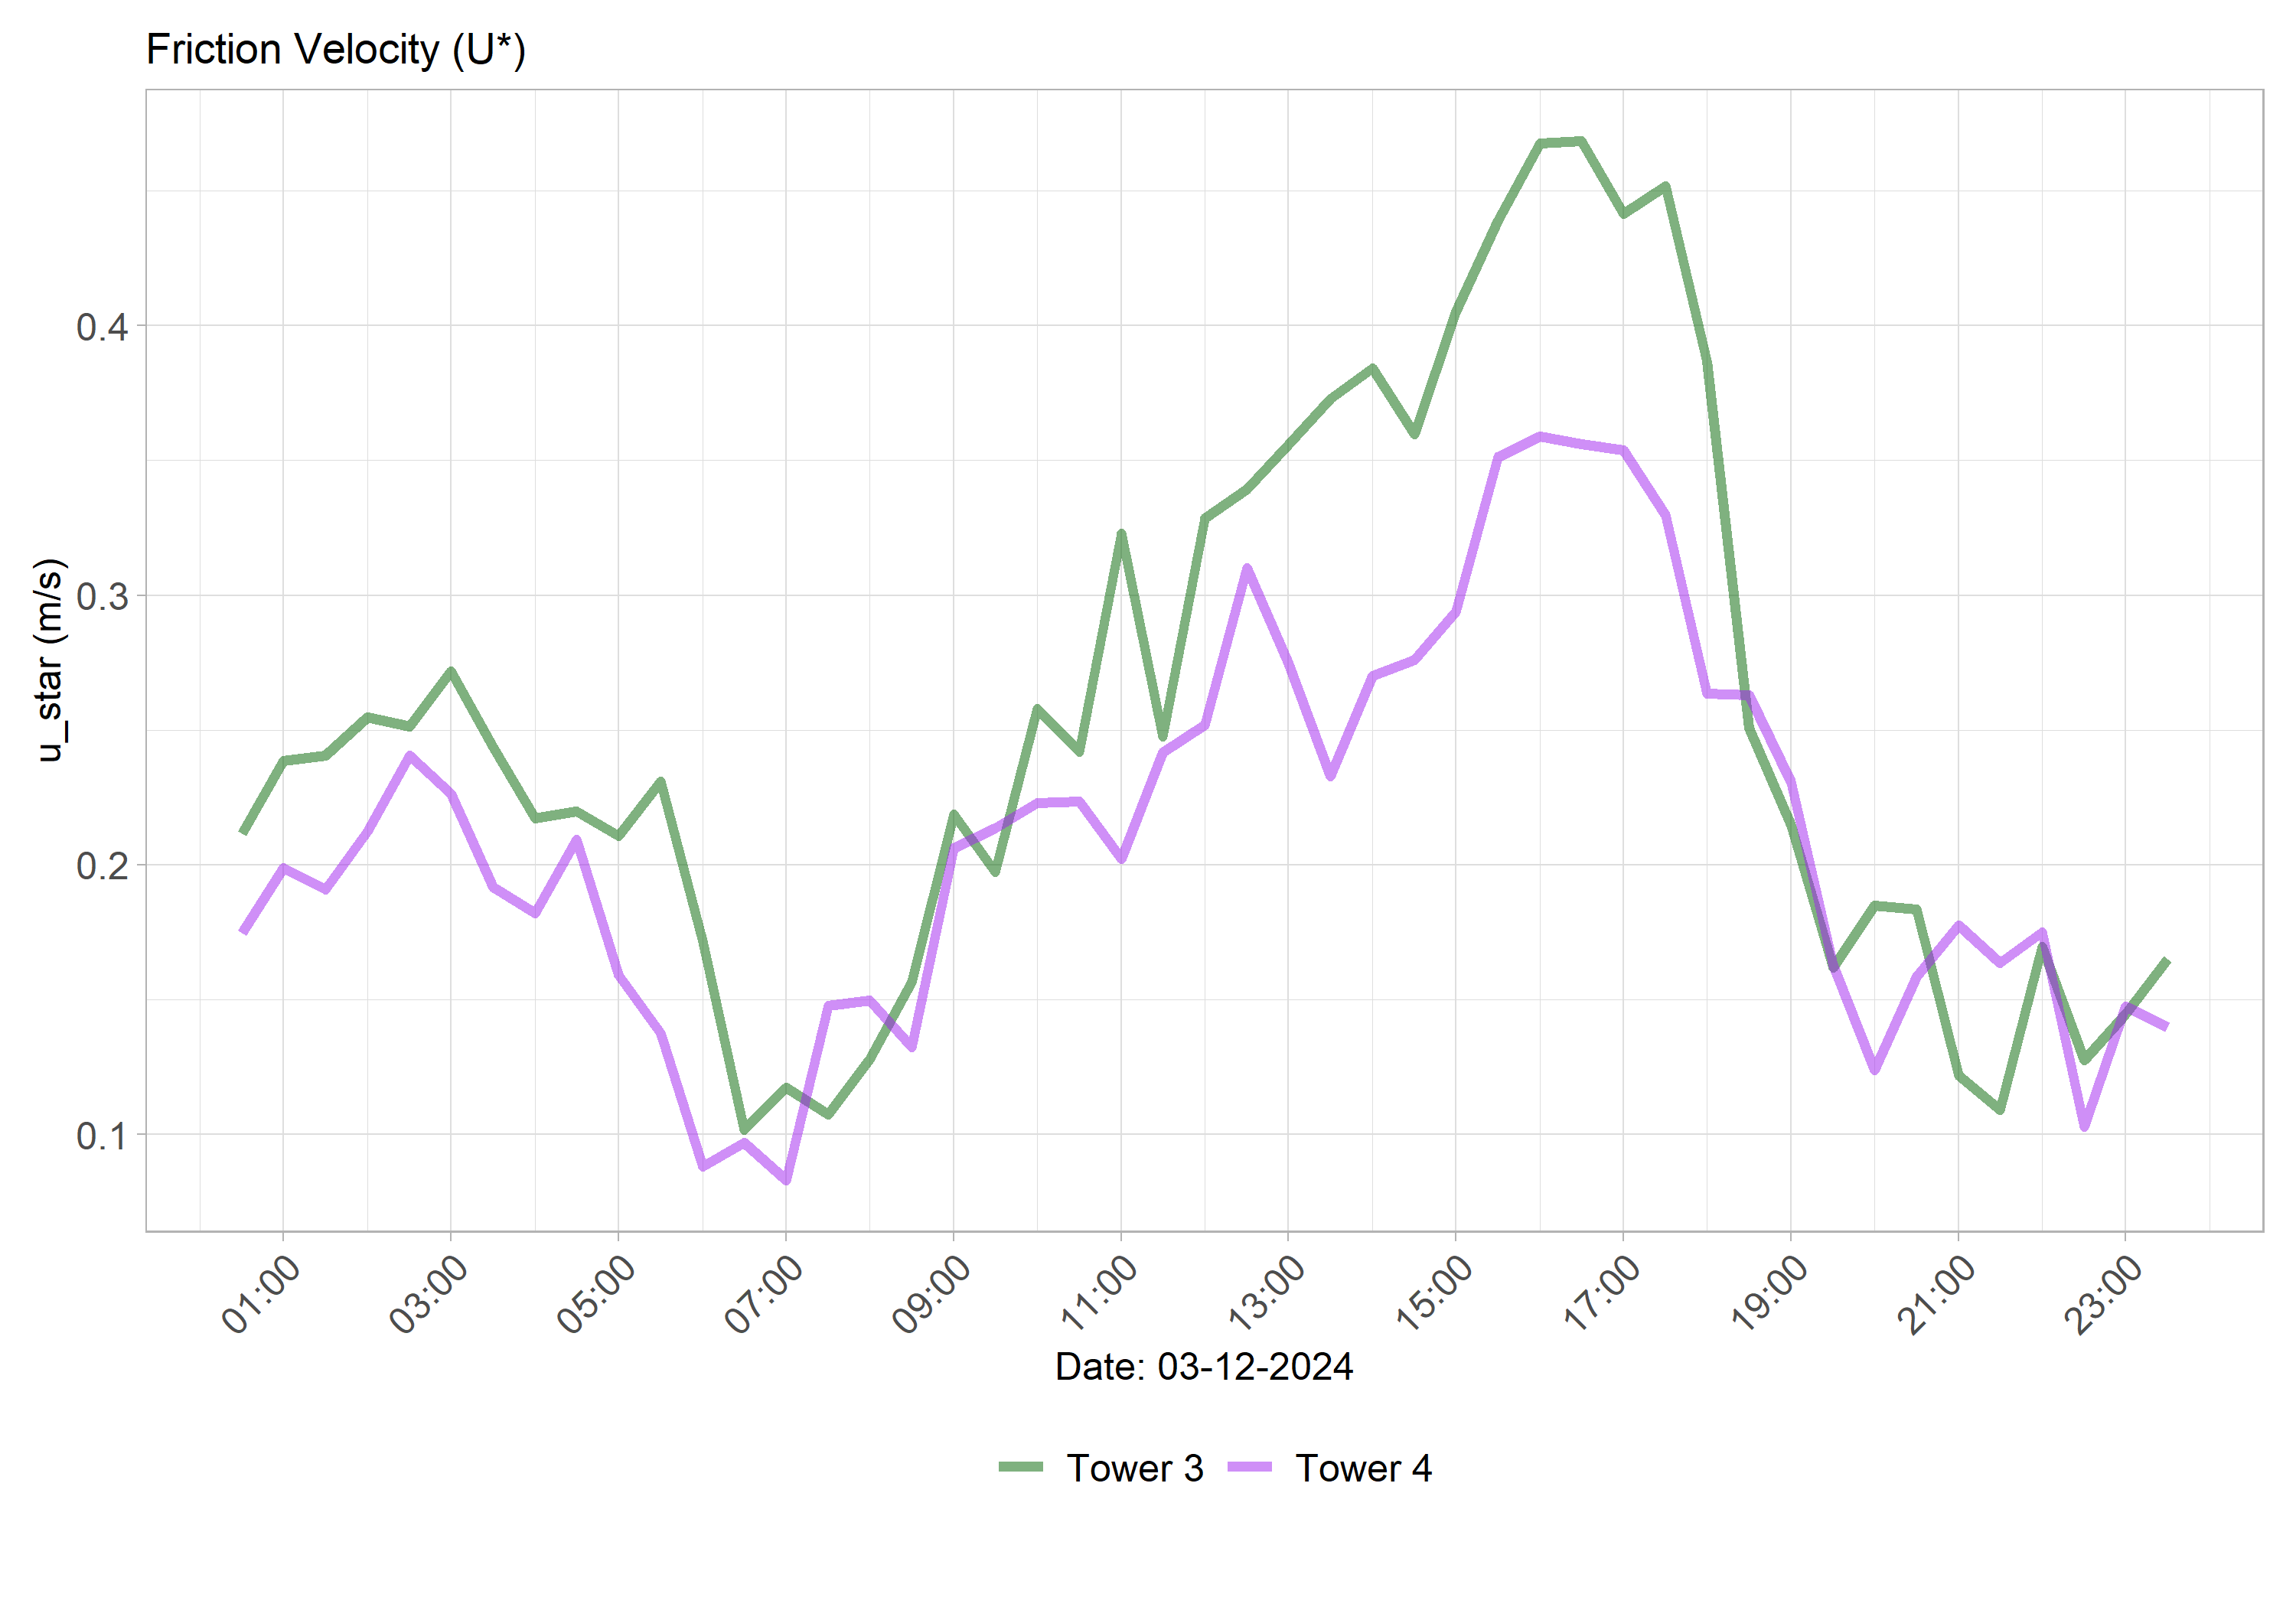 Friction Velocity (U*)
u_star (m/s)
0.4
0.3
0.2
0.1
01:00 03:00 05:00 07:00 09:00 11:00 13:00 15:00 17:00 19:00 21:00 23:00
Date: 03-12-2024
Tower 3 Tower 4